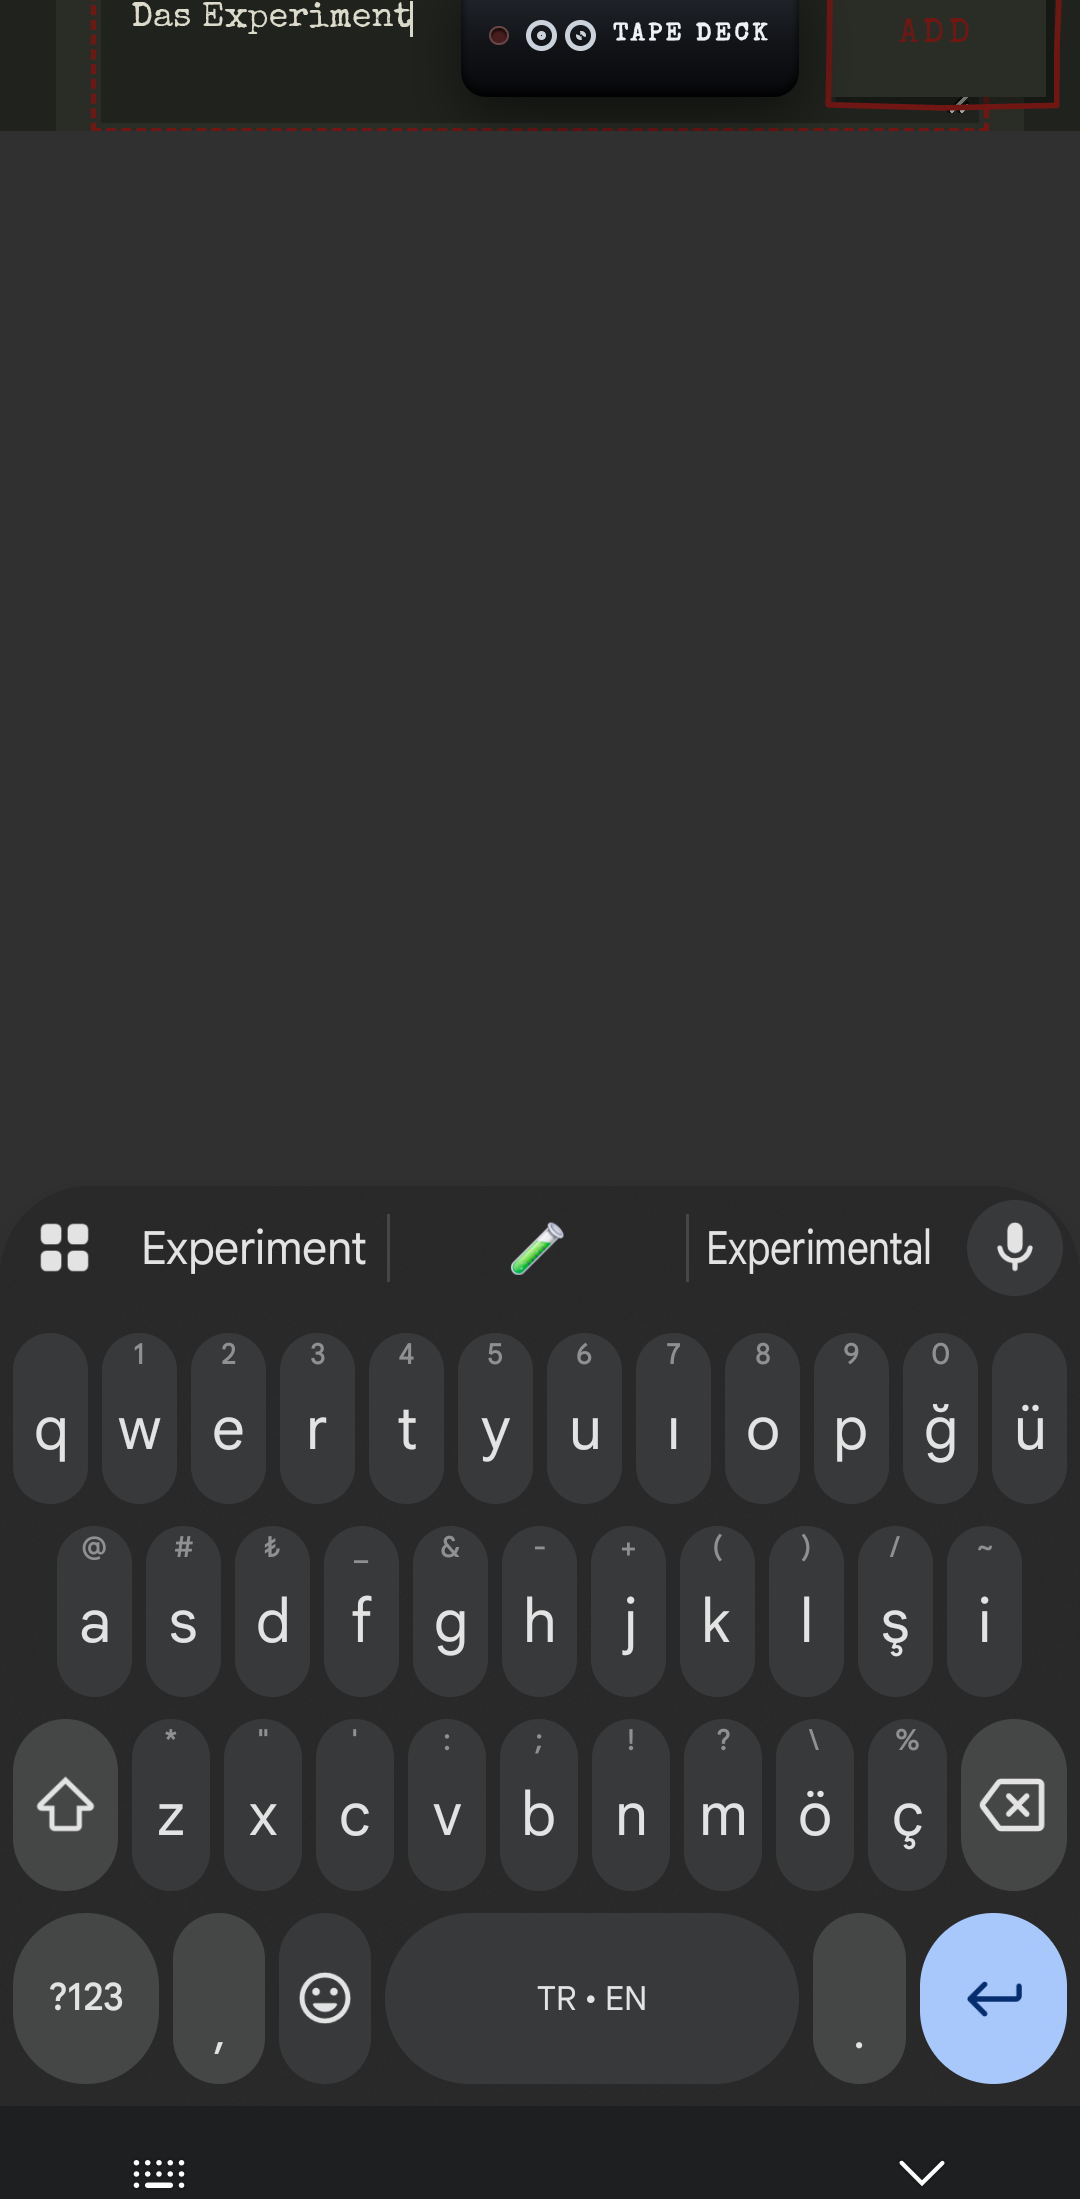 Das Experiment
TAPE DECK
ADD
Experiment
Experimental
1 2 3 4 5 6 7 8 9 0
q w e r t y u ı o p ğ ü
@ # ₺ _ & - + ( ) / ~
a s d f g h j k l ş i
* " ' : ; ! ? \ %
z x c v b n m ö ç
?123 , TR • EN .